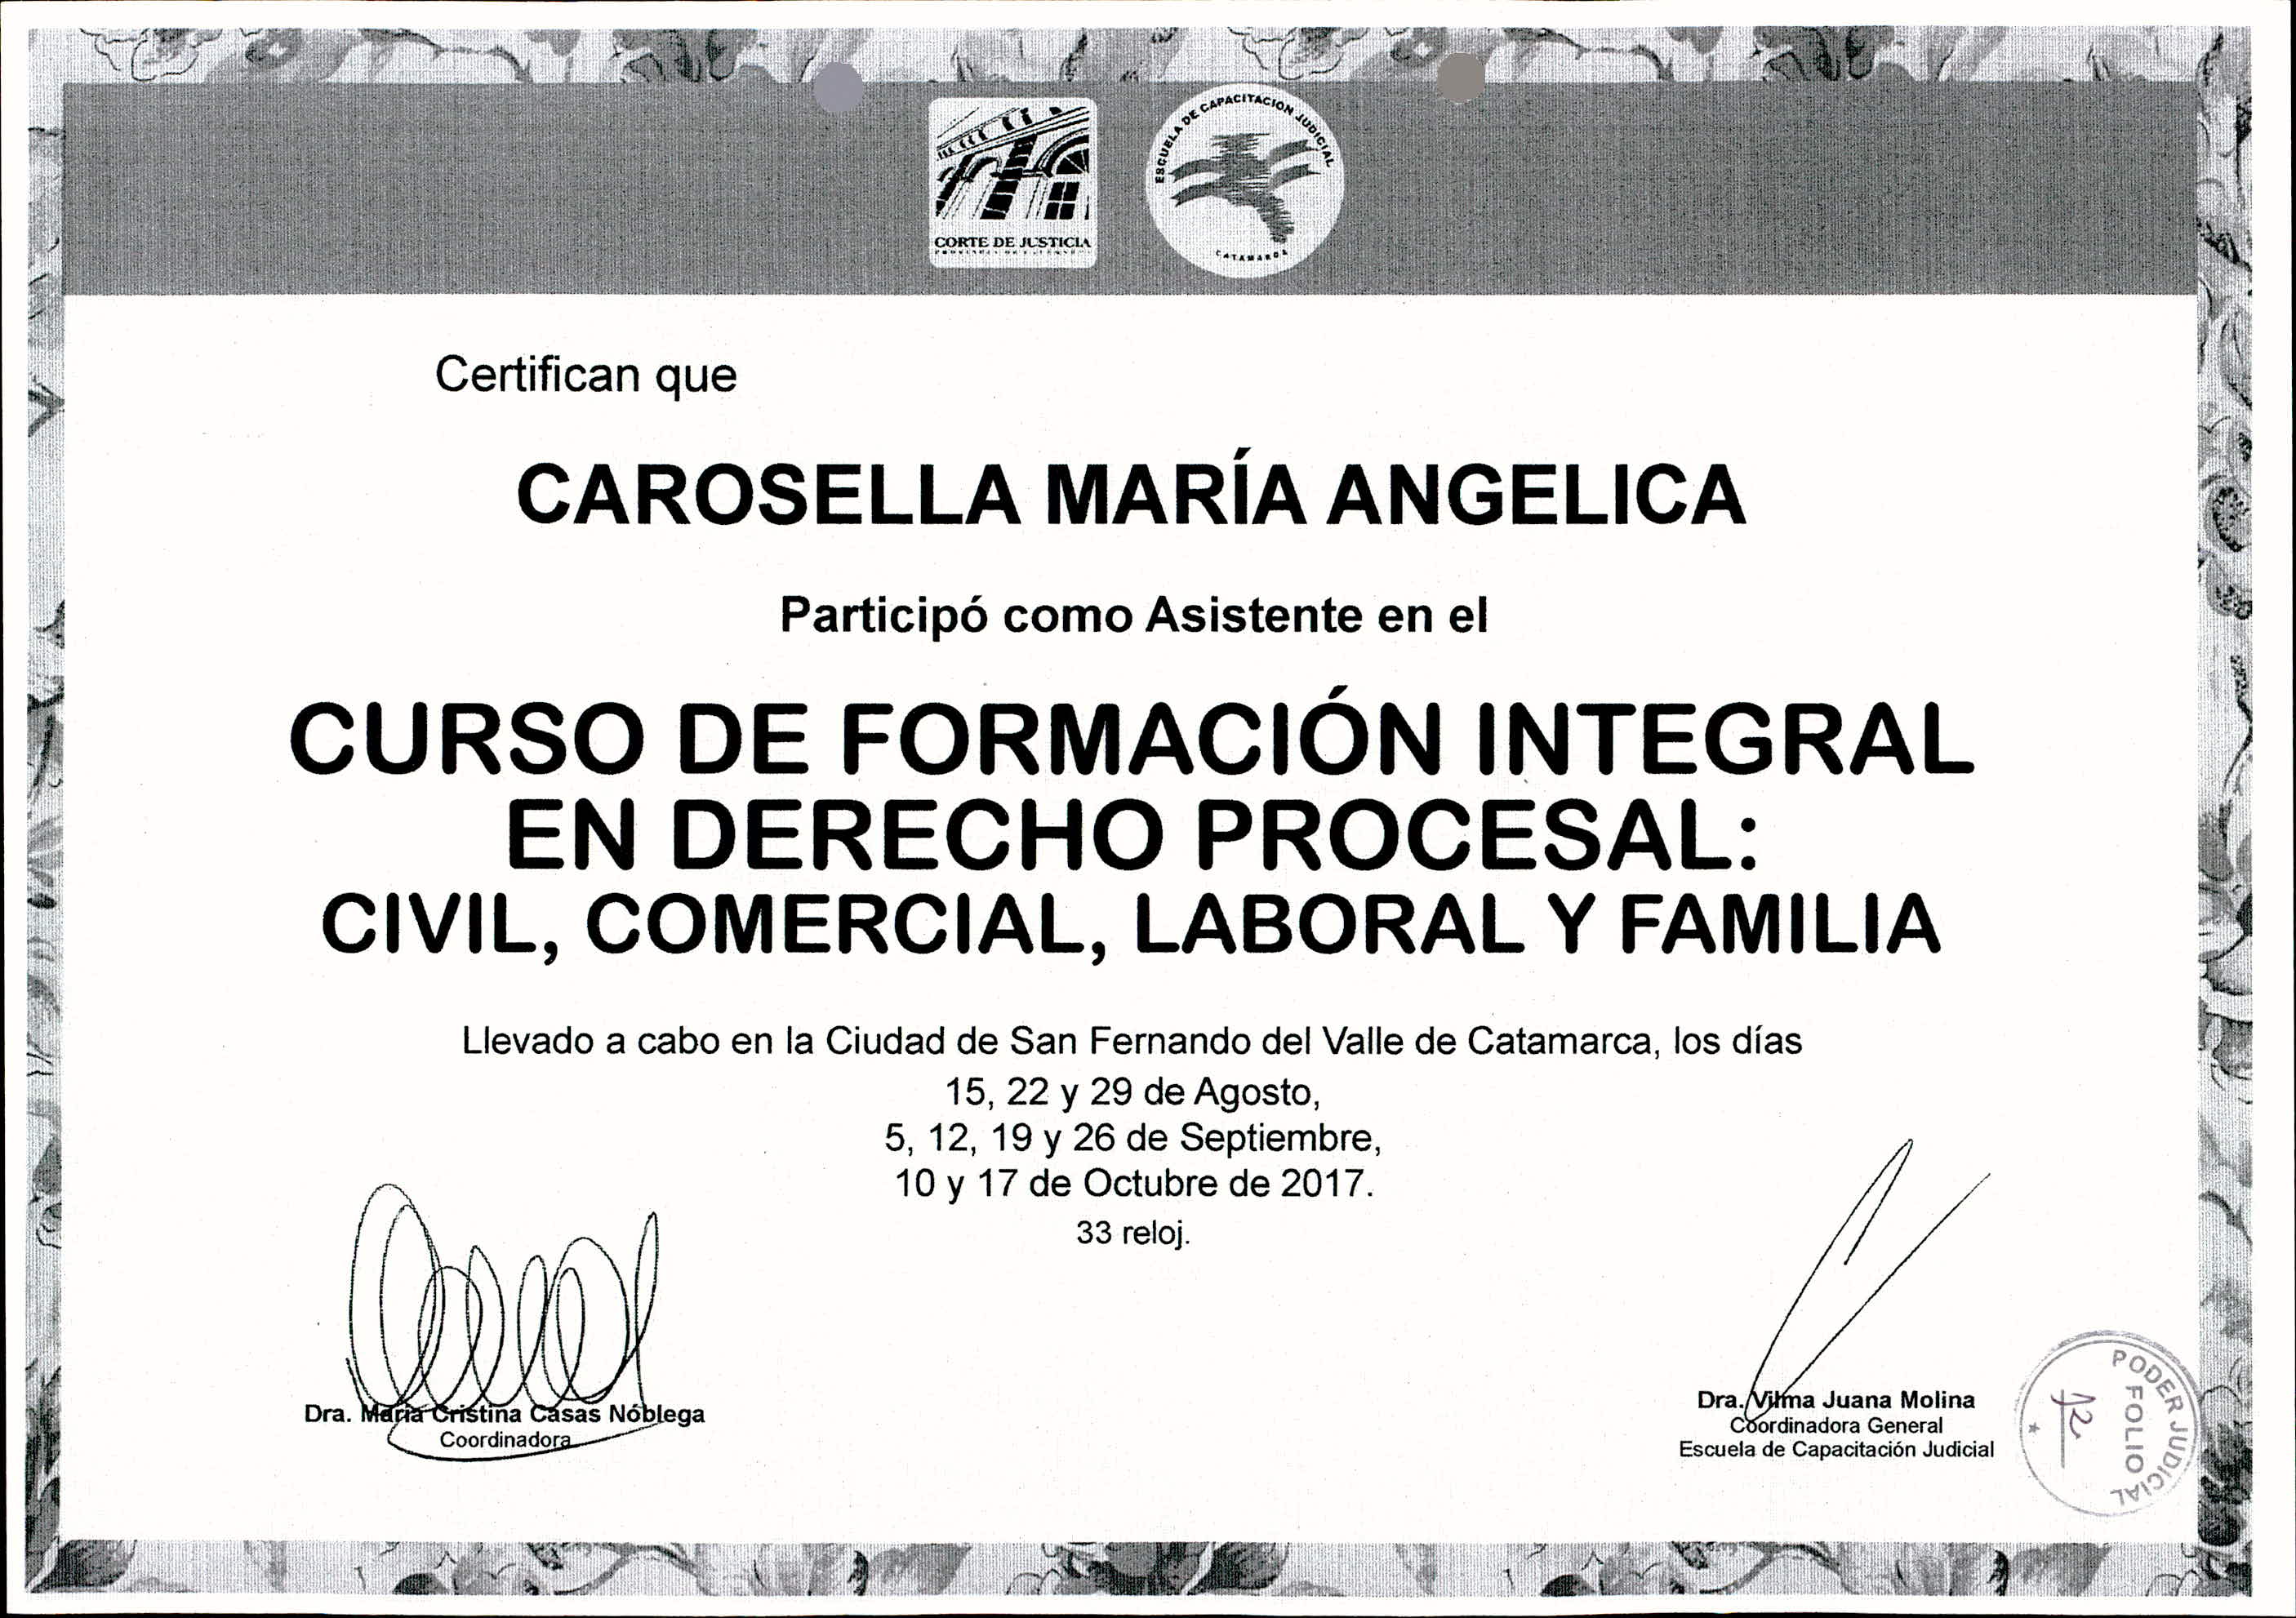 CORTE DE JUSTICIA
ESCUELA DE CAPACITACION JUDICIAL
CATAMARCA
Certifican que
CAROSELLA MARÍA ANGELICA
Participó como Asistente en el
CURSO DE FORMACIÓN INTEGRAL
EN DERECHO PROCESAL:
CIVIL, COMERCIAL, LABORAL Y FAMILIA
Llevado a cabo en la Ciudad de San Fernando del Valle de Catamarca, los días
15, 22 y 29 de Agosto,
5, 12, 19 y 26 de Septiembre,
10 y 17 de Octubre de 2017.
33 reloj.
Dra. María Cristina Casas Nóblega
Coordinadora
Dra. Vilma Juana Molina
Coordinadora General
Escuela de Capacitación Judicial
PODER JUDICIAL
FOLIO